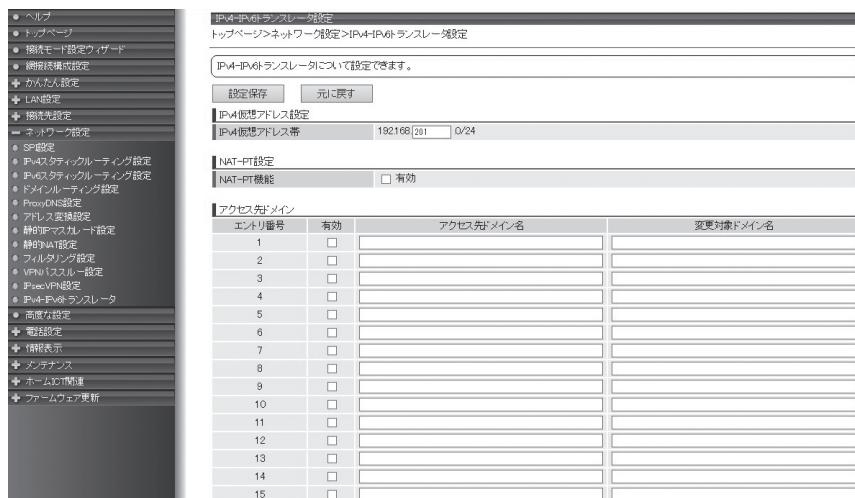 ヘルプ
トップページ
接続モード設定ウィザード
網接続構成設定
かんたん設定
LAN設定
接続先設定
ネットワーク設定
SPI設定
IPv4スタティックルーティング設定
IPv6スタティックルーティング設定
ドメインルーティング設定
ProxyDNS設定
アドレス変換設定
静的IPマスカレード設定
静的NAT設定
フィルタリング設定
VPNパススルー設定
IPsecVPN設定
IPv4-IPv6トランスレータ
高度な設定
電話設定
情報表示
メンテナンス
ホームICT関連
ファームウェア更新
IPv4-IPv6トランスレータ設定
トップページ>ネットワーク設定>IPv4-IPv6トランスレータ設定
IPv4-IPv6トランスレータについて設定できます。
設定保存 元に戻す
IPv4仮想アドレス設定
IPv4仮想アドレス帯 192.168. 201 .0/24
NAT-PT設定
NAT-PT機能 有効
アクセス先ドメイン
エントリ番号 有効 アクセス先ドメイン名 変更対象ドメイン名
1
2
3
4
5
6
7
8
9
10
11
12
13
14
15